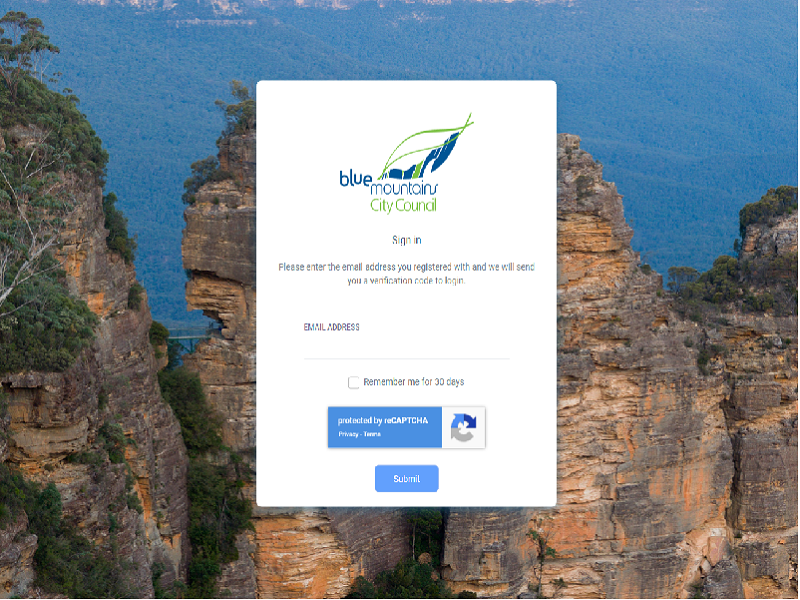 blue
mountains
City Council
Sign in
Please enter the email address you registered with and we will send
you a verification code to login.
EMAIL ADDRESS
Remember me for 30 days
protected by reCAPTCHA
Privacy - Terms
Submit